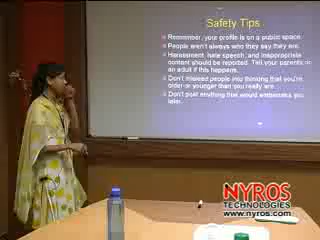 Safety Tips
Remember, your profile is on a public space.
People aren't always who they say they are.
Harassment, hate speech, and inappropriate
content should be reported. Tell your parents or
an adult if this happens.
Don't mislead people into thinking that you're
older or younger than you really are.
Don't post anything that would embarrass you
later.
NYROS
TECHNOLOGIES
www.nyros.com